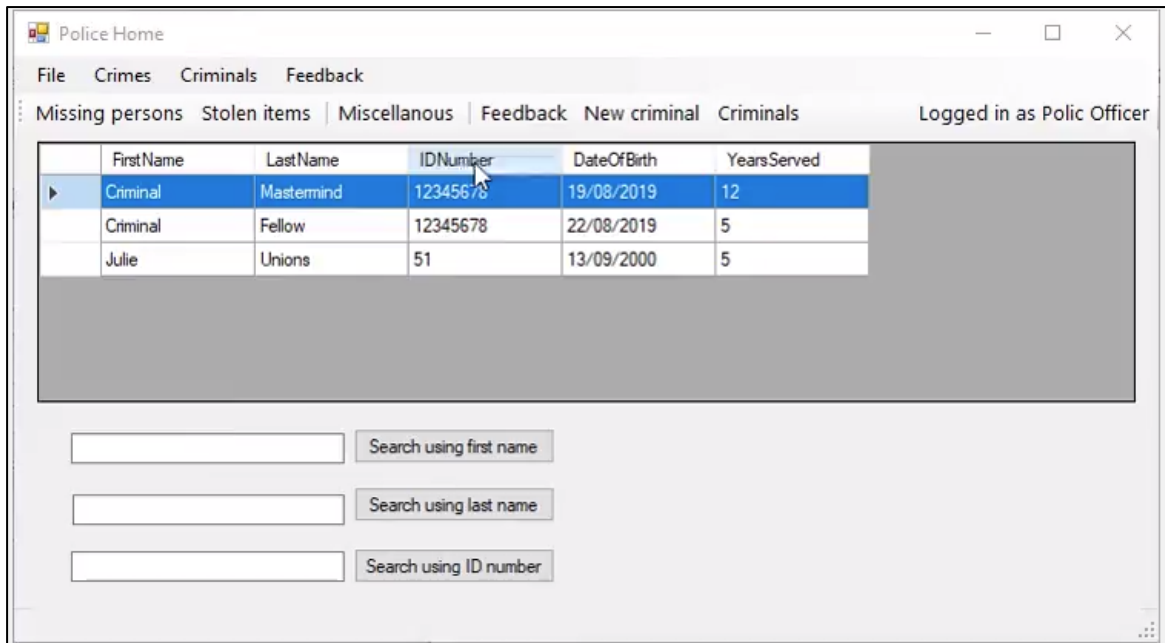 Police Home
File Crimes Criminals Feedback
Missing persons Stolen items Miscellanous Feedback New criminal Criminals Logged in as Polic Officer
FirstName LastName IDNumber DateOfBirth YearsServed
Criminal Mastermind 12345678 19/08/2019 12
Criminal Fellow 12345678 22/08/2019 5
Julie Unions 51 13/09/2000 5
Search using first name
Search using last name
Search using ID number